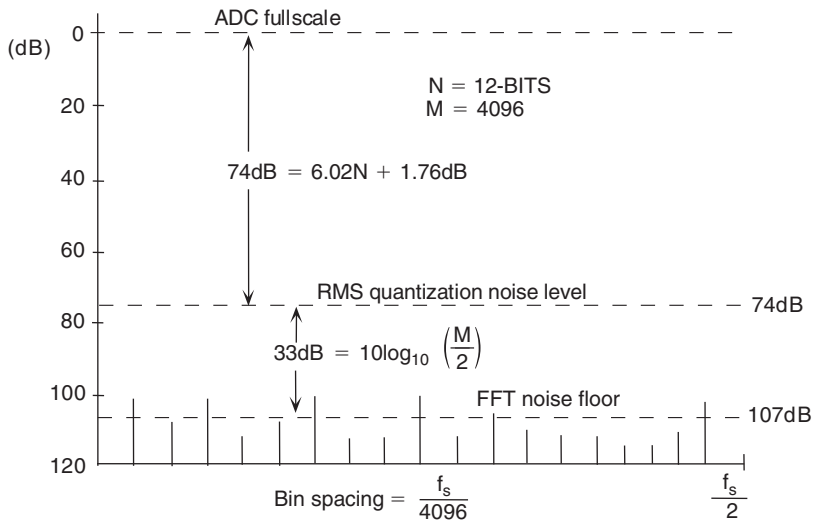 ADC fullscale
(dB)
0
20
40
60
80
100
120
N = 12-BITS
M = 4096
74dB = 6.02N + 1.76dB
RMS quantization noise level
74dB
33dB = 10log₁₀ (M/2)
FFT noise floor
107dB
Bin spacing = fₛ/4096
fₛ/2